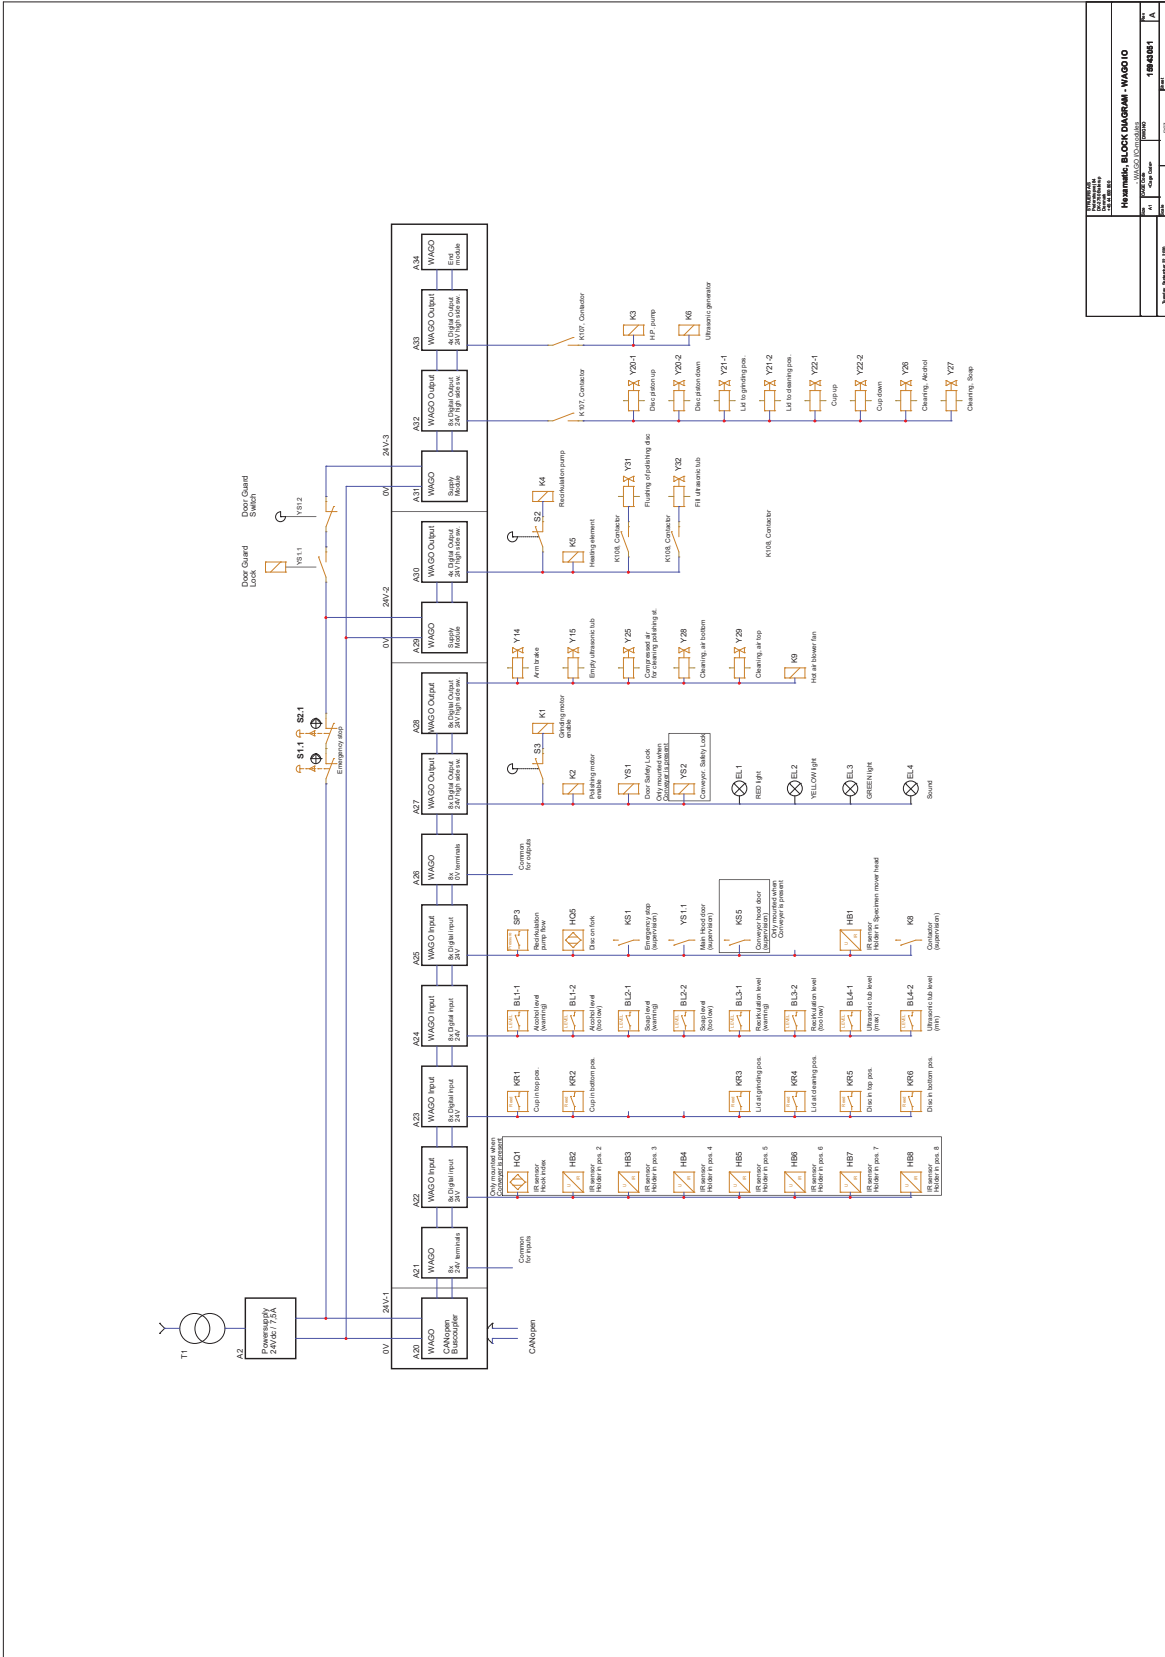 T1
A2
Powersupply
24Vdc / 7,5A
0V
24V-1
A20
WAGO
CANopen
Buscoupler
CANopen
A21
WAGO
8x
24V terminals
Common
for inputs
A22
WAGO Input
8x Digital input
24V
Only mounted when
Conveyer is present
HQ1
IR sensor
Hook index
HB2
IR sensor
Holder in pos. 2
HB3
IR sensor
Holder in pos. 3
HB4
IR sensor
Holder in pos. 4
HB5
IR sensor
Holder in pos. 5
HB6
IR sensor
Holder in pos. 6
HB7
IR sensor
Holder in pos. 7
HB8
IR sensor
Holder in pos. 8
A23
WAGO Input
8x Digital input
24V
KR1
Cup in top pos.
KR2
Cup in bottom pos.
KR3
Lid at grinding pos.
KR4
Lid at cleaning pos.
KR5
Disc in top pos.
KR6
Disc in bottom pos.
A24
WAGO Input
8x Digital input
24V
BL1-1
Alcohol level
(warning)
BL1-2
Alcohol level
(too low)
BL2-1
Soap level
(warning)
BL2-2
Soap level
(too low)
BL3-1
Recirkulation level
(warning)
BL3-2
Recirkulation level
(too low)
BL4-1
Ultrasonic tub level
(max)
BL4-2
Ultrasonic tub level
(min)
A25
WAGO Input
8x Digital input
24V
SP3
Recirkulation
pump flow
HQ5
Disc on fork
KS1
Emergency stop
(supervision)
YS1.1
Main Hood door
(supervision)
KS5
Conveyor hood door
(supervision)
Only mounted when
Conveyer is present
HB1
IR sensor
Holder in Specimen mover head
K8
Contactor
(supervision)
A26
WAGO
8x
0V terminals
Common
for outputs
A27
WAGO Output
8x Digital Output
24V high side sw.
S3
K1
Grinding motor
enable
K2
Polishing motor
enable
YS1
Door Safety Lock
Only mounted when
Conveyer is present
YS2
Conveyor. Safety Lock
EL1
RED light
EL2
YELLOW light
EL3
GREEN light
EL4
Sound
A28
WAGO Output
8x Digital Output
24V high side sw.
Y14
Arm brake
Y15
Empty ultrasonic tub
Y25
Compressed air
for cleaning polishing st.
Y28
Cleaning, air bottom
Y29
Cleaning, air top
K9
Hot air blower fan
S1.1
S2.1
Emergency stop
0V
24V-2
A29
WAGO
Supply
Module
A30
WAGO Output
4x Digital Output
24V high side sw.
S2
K4
Recirkulation pump
K5
Heating element
K108, Contactor
Y31
Flushing of polishing disc
K108, Contactor
Y32
Fill ultrasonic tub
K108, Contactor
Door Guard
Lock
YS1.1
Door Guard
Switch
YS1.2
0V
24V-3
A31
WAGO
Supply
Module
A32
WAGO Output
8x Digital Output
24V high side sw.
K107, Contactor
Y20-1
Disc piston up
Y20-2
Disc piston down
Y21-1
Lid to grinding pos.
Y21-2
Lid to cleaning pos.
Y22-1
Cup up
Y22-2
Cup down
Y26
Cleaning, Alcohol
Y27
Cleaning, Soap
A33
WAGO Output
4x Digital Output
24V high side sw.
K107, Contactor
K3
H.P. pump
K6
Ultrasonic generator
A34
WAGO
End
module
Hexamatic, BLOCK DIAGRAM - WAGO IO
- WAGO I/O-modules
A1
15843051
A